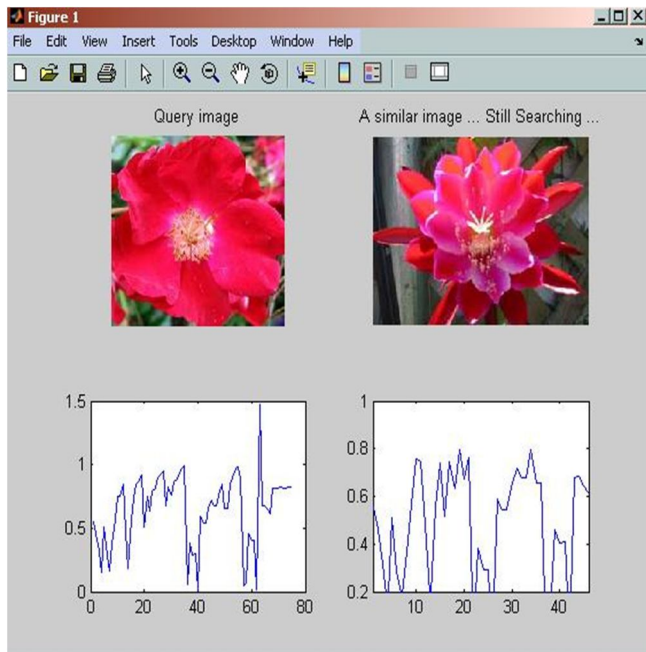 Figure 1
File Edit View Insert Tools Desktop Window Help
Query image
A similar image ... Still Searching ...
1.5
1
0.5
0
0 20 40 60 80
1
0.8
0.6
0.4
0.2
10 20 30 40